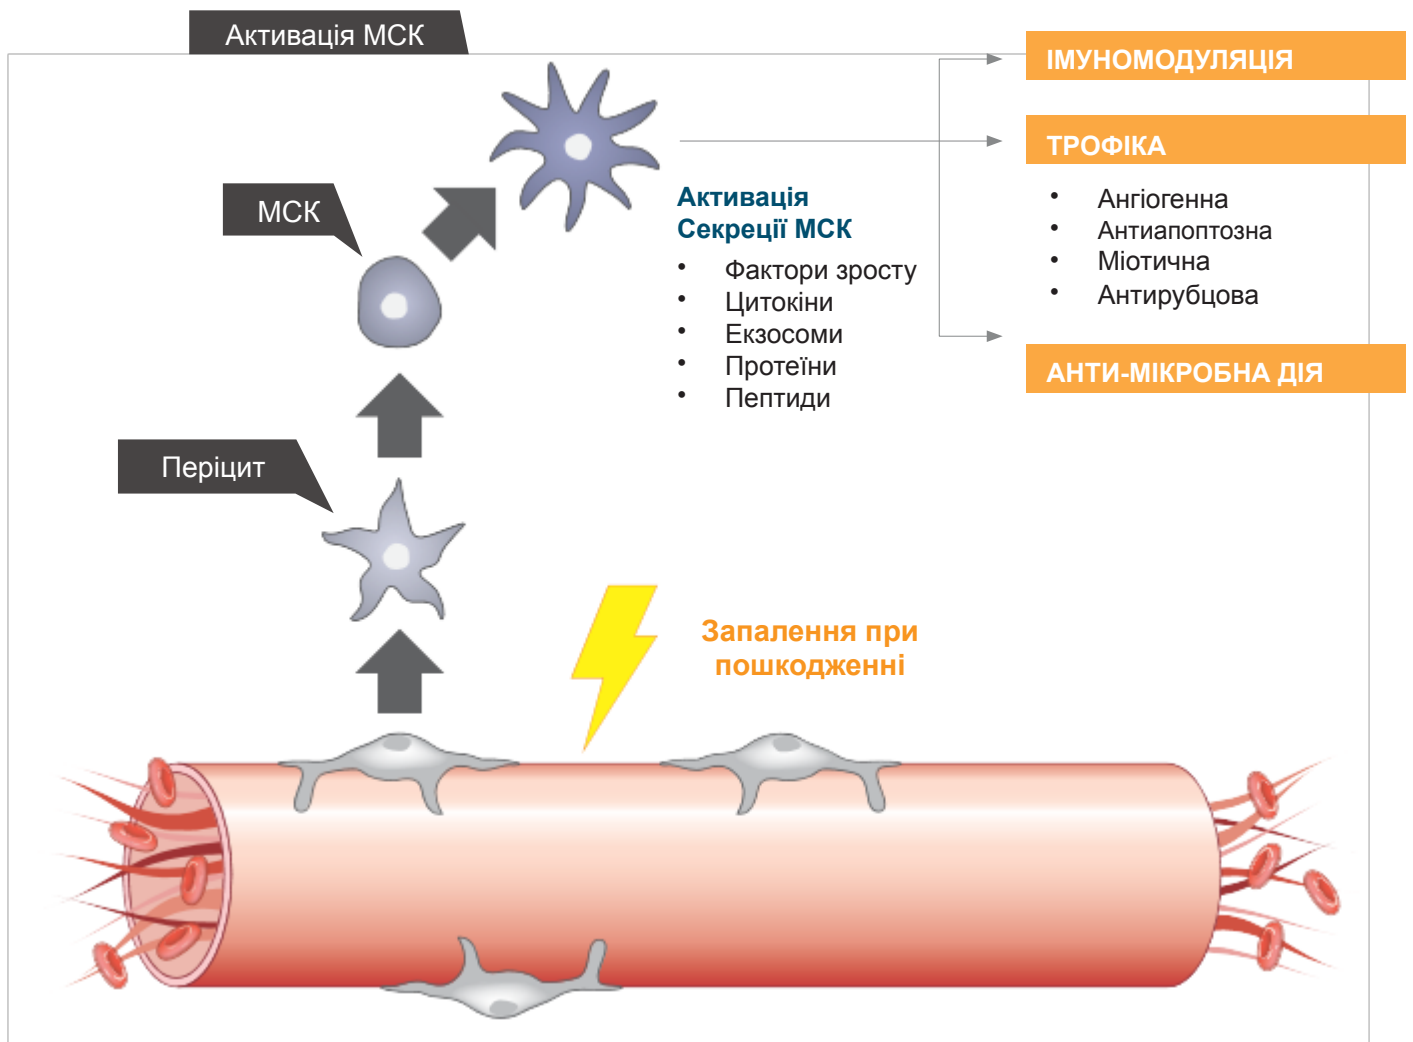 Активація МСК
ІМУНОМОДУЛЯЦІЯ
ТРОФІКА
• Ангіогенна
• Антиапоптозна
• Міотична
• Антирубцова
АНТИ-МІКРОБНА ДІЯ
МСК
Активація
Секреції МСК
• Фактори зросту
• Цитокіни
• Екзосоми
• Протеїни
• Пептиди
Періцит
Запалення при
пошкодженні